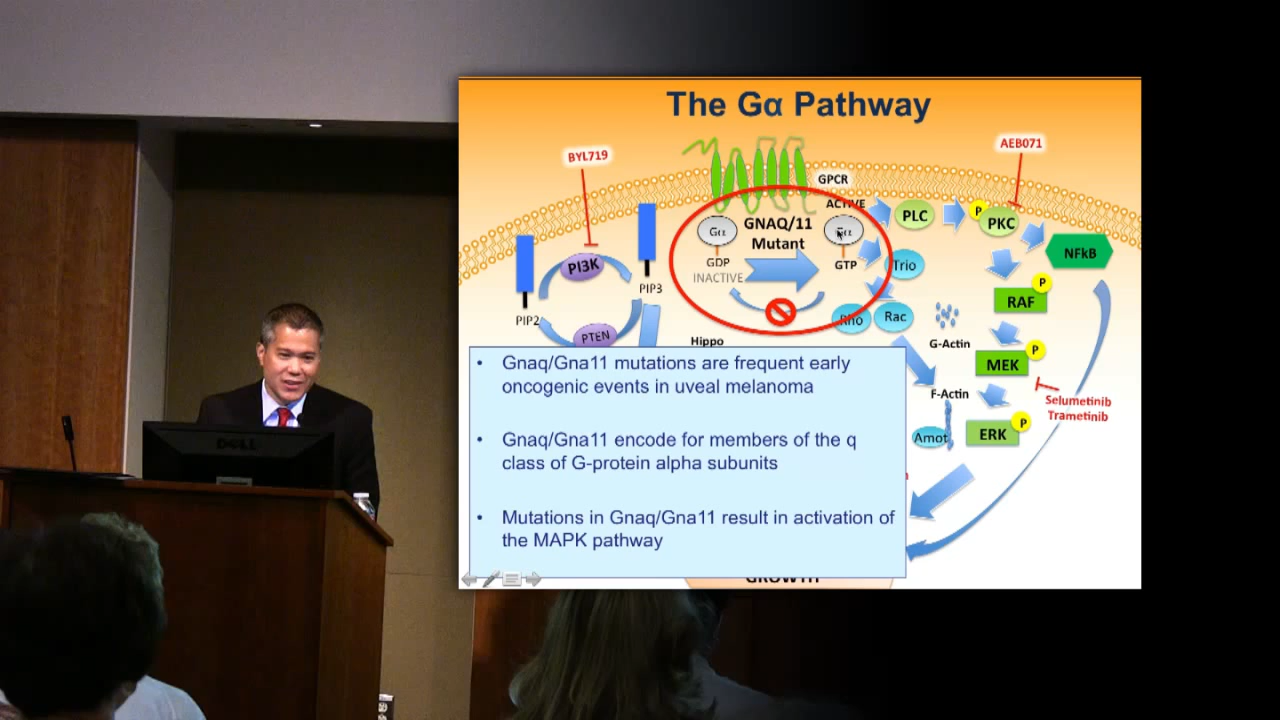 The Gα Pathway
BYL719
AEB071
GPCR
ACTIVE
GNAQ/11
Mutant
Gα
Gα
GDP
INACTIVE
GTP
PLC
P
PKC
NFkB
PI3K
PIP3
PIP2
PTEN
Trio
Rho
Rac
P
RAF
G-Actin
P
MEK
Hippo
F-Actin
Selumetinib
Trametinib
P
ERK
Amot
• Gnaq/Gna11 mutations are frequent early
oncogenic events in uveal melanoma
• Gnaq/Gna11 encode for members of the q
class of G-protein alpha subunits
• Mutations in Gnaq/Gna11 result in activation of
the MAPK pathway
GROWTH
DELL